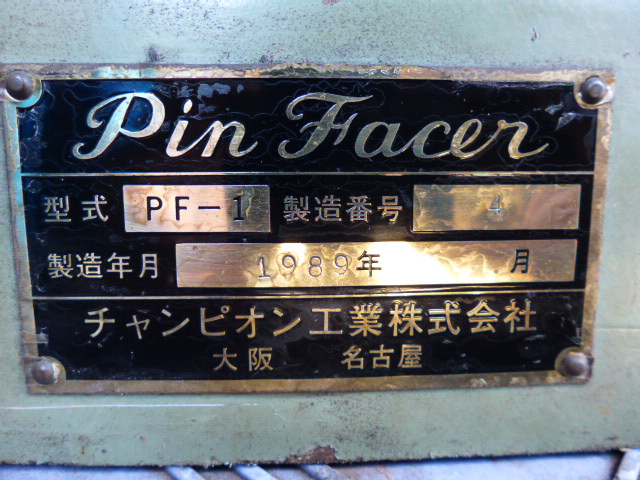 Pin Facer
型式 PF-1 製造番号 4
製造年月 1989年 月
チャンピオン工業株式会社
大阪 名古屋